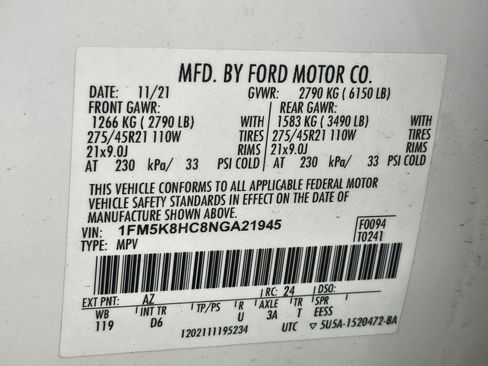 MFD. BY FORD MOTOR CO.
DATE: 11/21 GVWR: 2790 KG ( 6150 LB)
FRONT GAWR: REAR GAWR:
1266 KG ( 2790 LB) WITH 1583 KG ( 3490 LB) WITH
275/45R21 110W TIRES 275/45R21 110W TIRES
21x9.0J RIMS 21x9.0J RIMS
AT 230 kPa/ 33 PSI COLD AT 230 kPa/ 33 PSI COLD
THIS VEHICLE CONFORMS TO ALL APPLICABLE FEDERAL MOTOR
VEHICLE SAFETY STANDARDS IN EFFECT ON THE DATE OF
MANUFACTURE SHOWN ABOVE.
VIN: 1FM5K8HC8NGA21945 F0094
TYPE: MPV T0241
EXT PNT: AZ RC: 24 DSO:
WB INT TR TP/PS R AXLE TR SPR
119 D6 U 3A T EESS
1202111195234 UTC ▽5U5A-1520472-BA